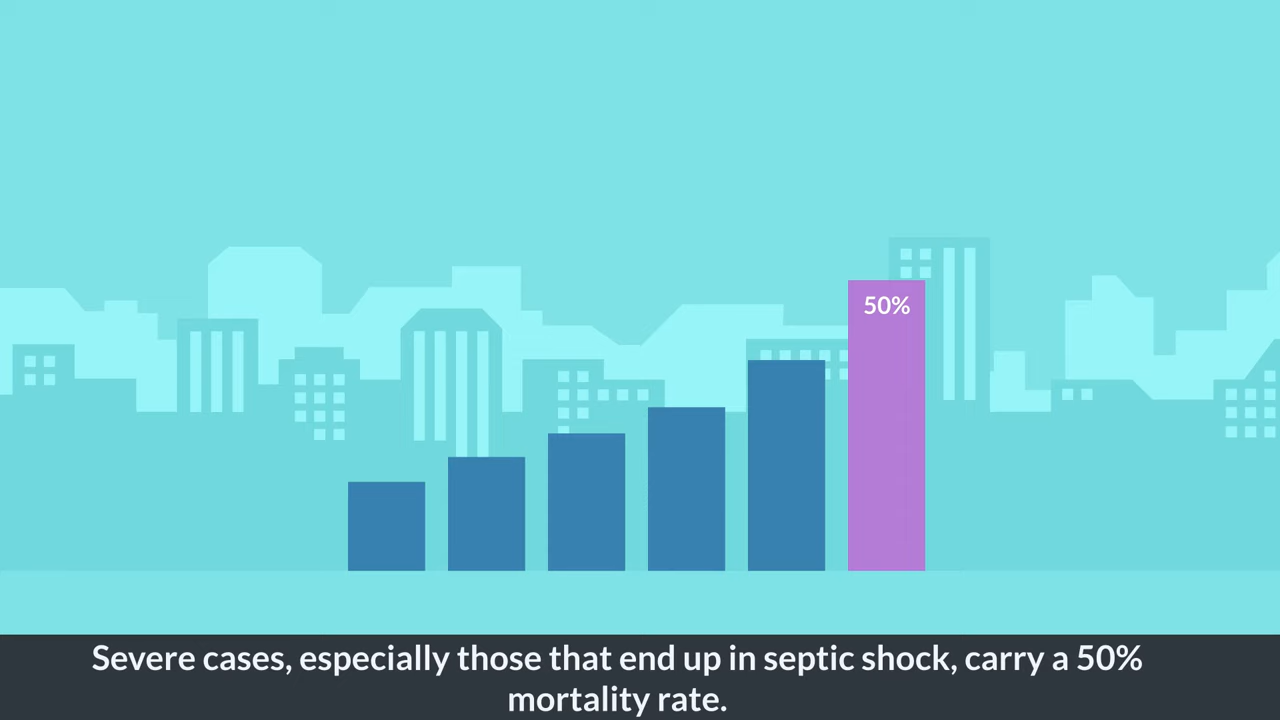 50%
Severe cases, especially those that end up in septic shock, carry a 50%
mortality rate.